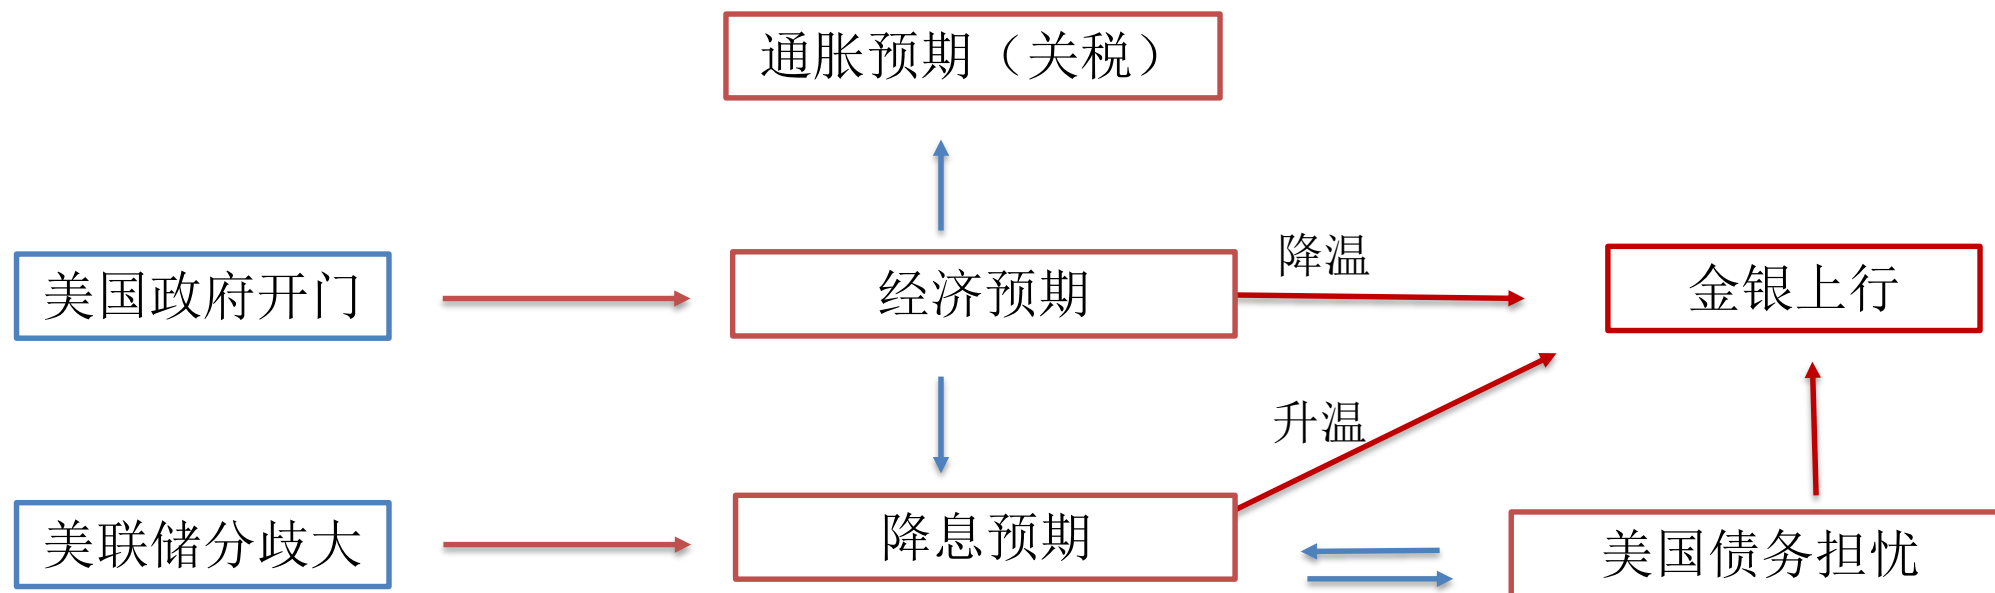 通胀预期（关税）
降温
美国政府开门
经济预期
金银上行
升温
美联储分歧大
降息预期
美国债务担忧